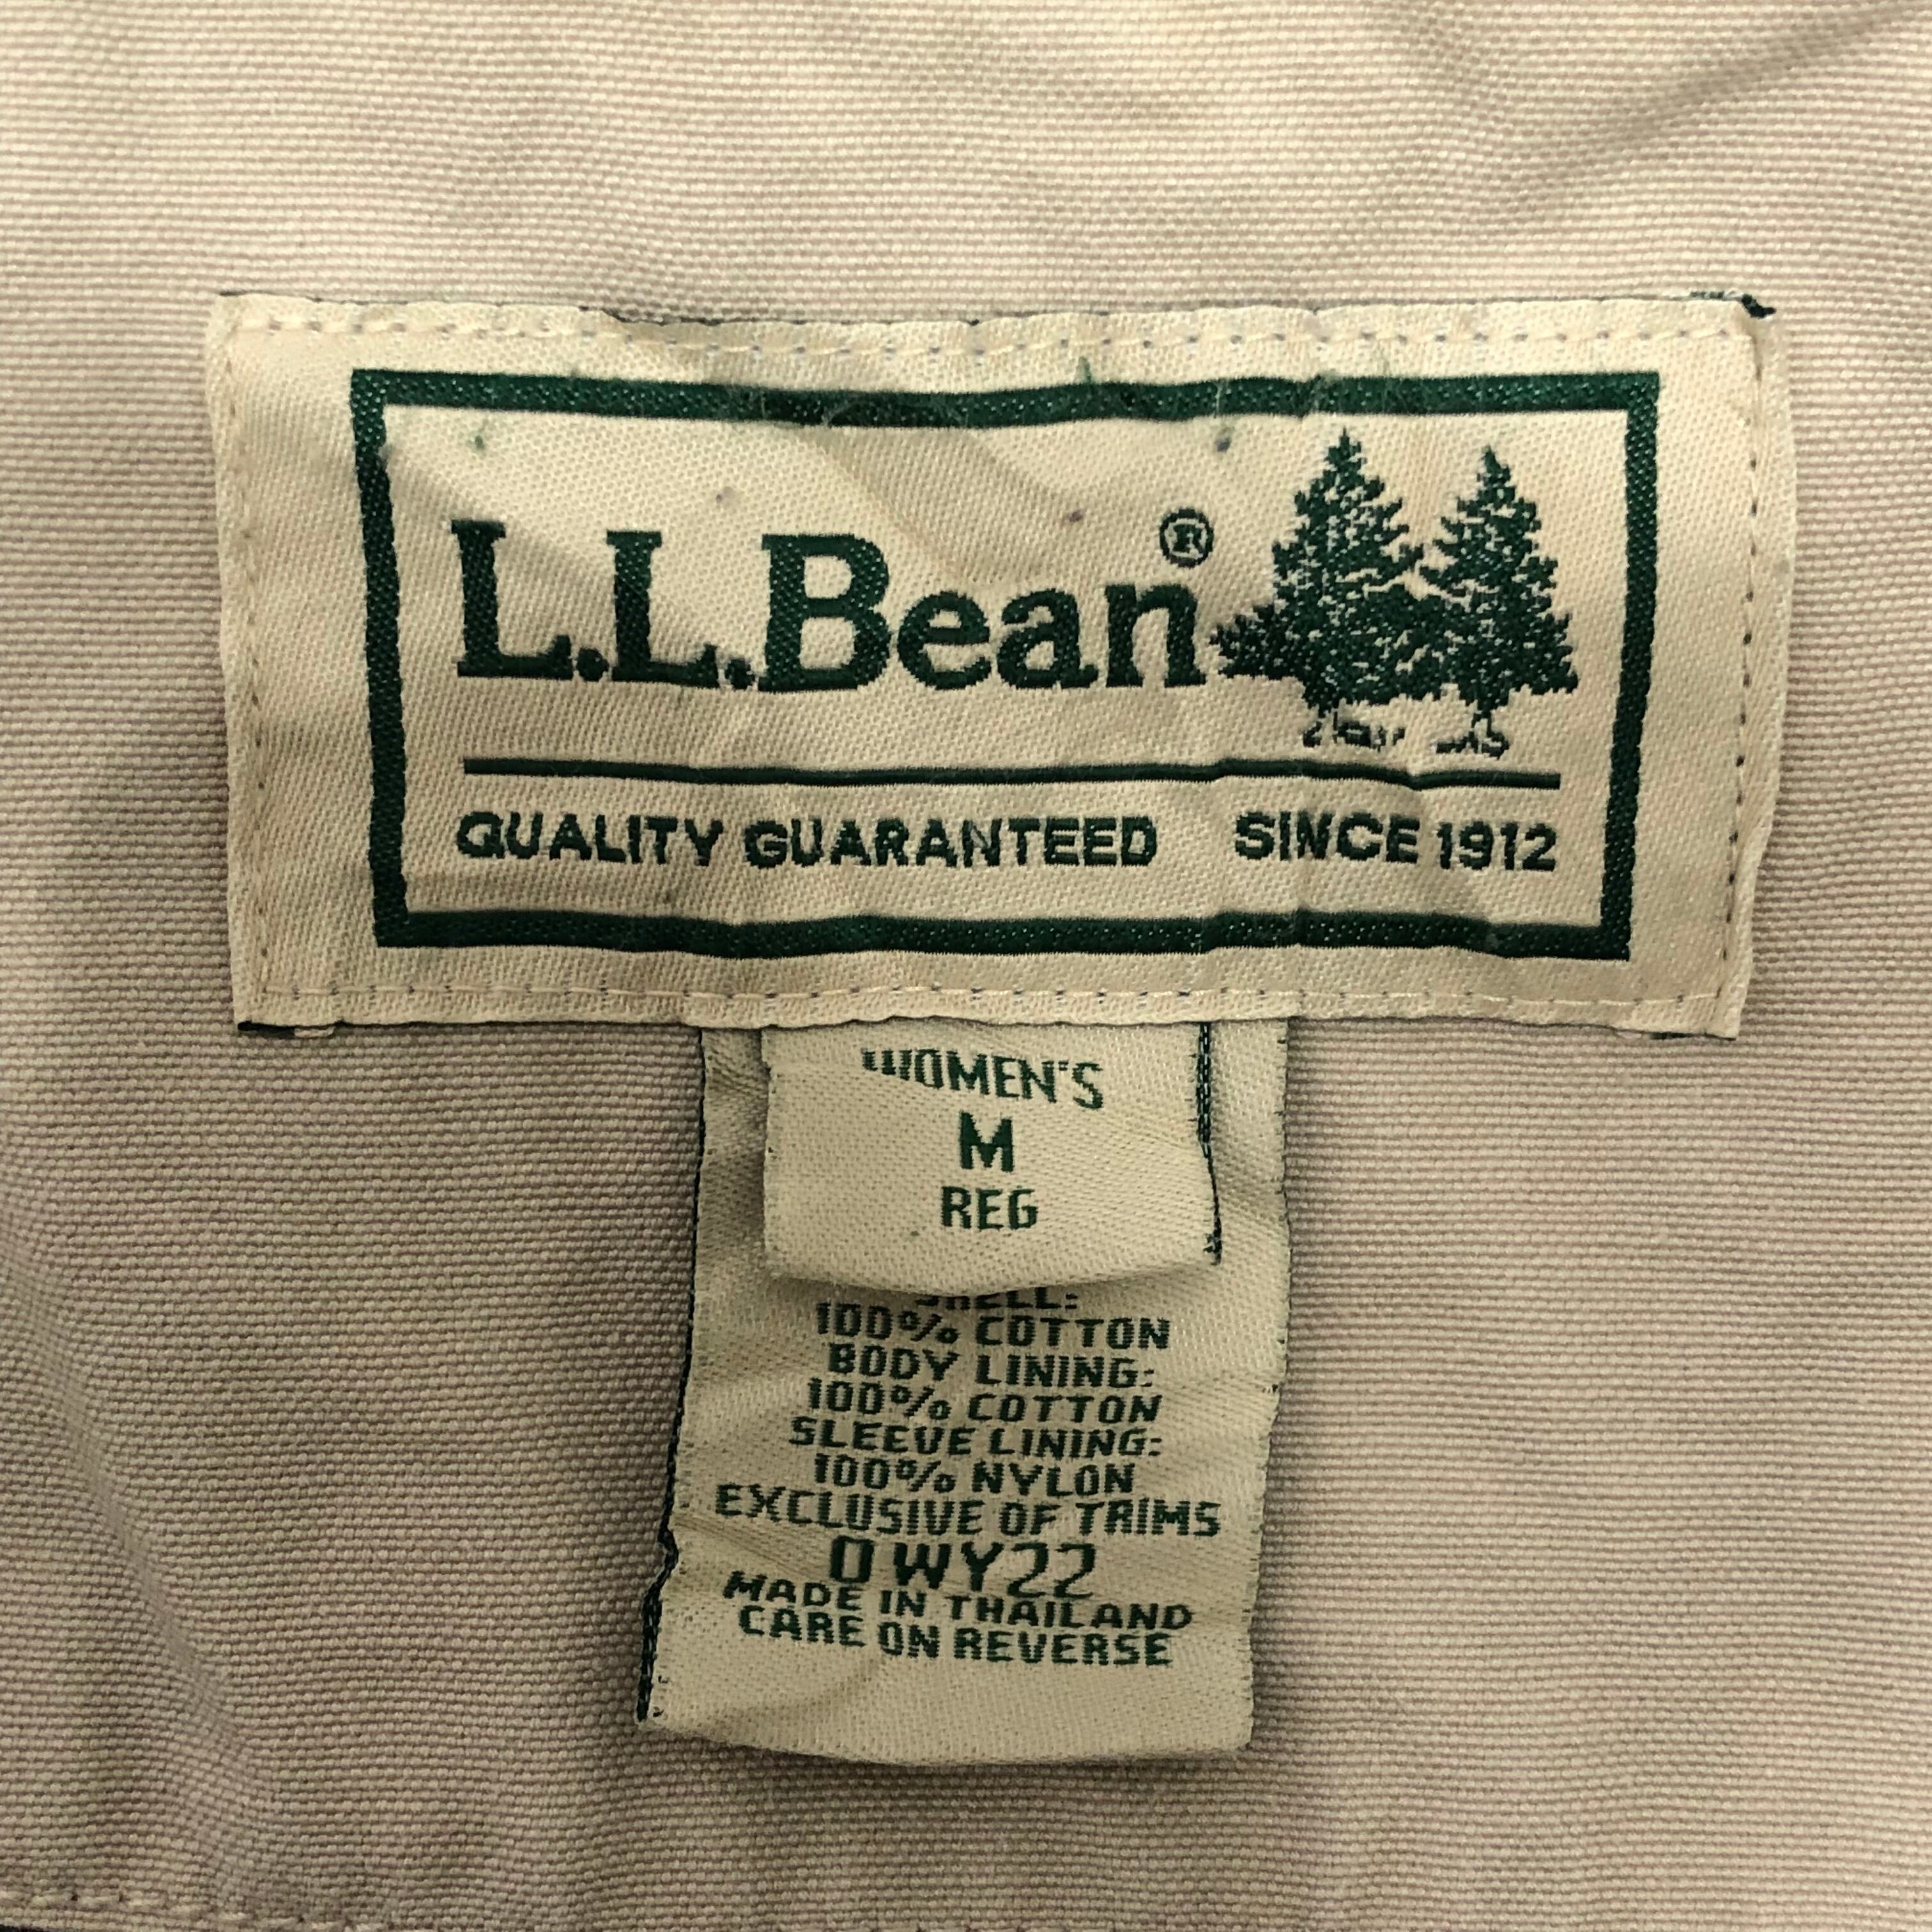 L.L.Bean®
QUALITY GUARANTEED SINCE 1912
WOMEN'S
M
REG
SHELL:
100% COTTON
BODY LINING:
100% COTTON
SLEEVE LINING:
100% NYLON
EXCLUSIVE OF TRIMS
0WY22
MADE IN THAILAND
CARE ON REVERSE